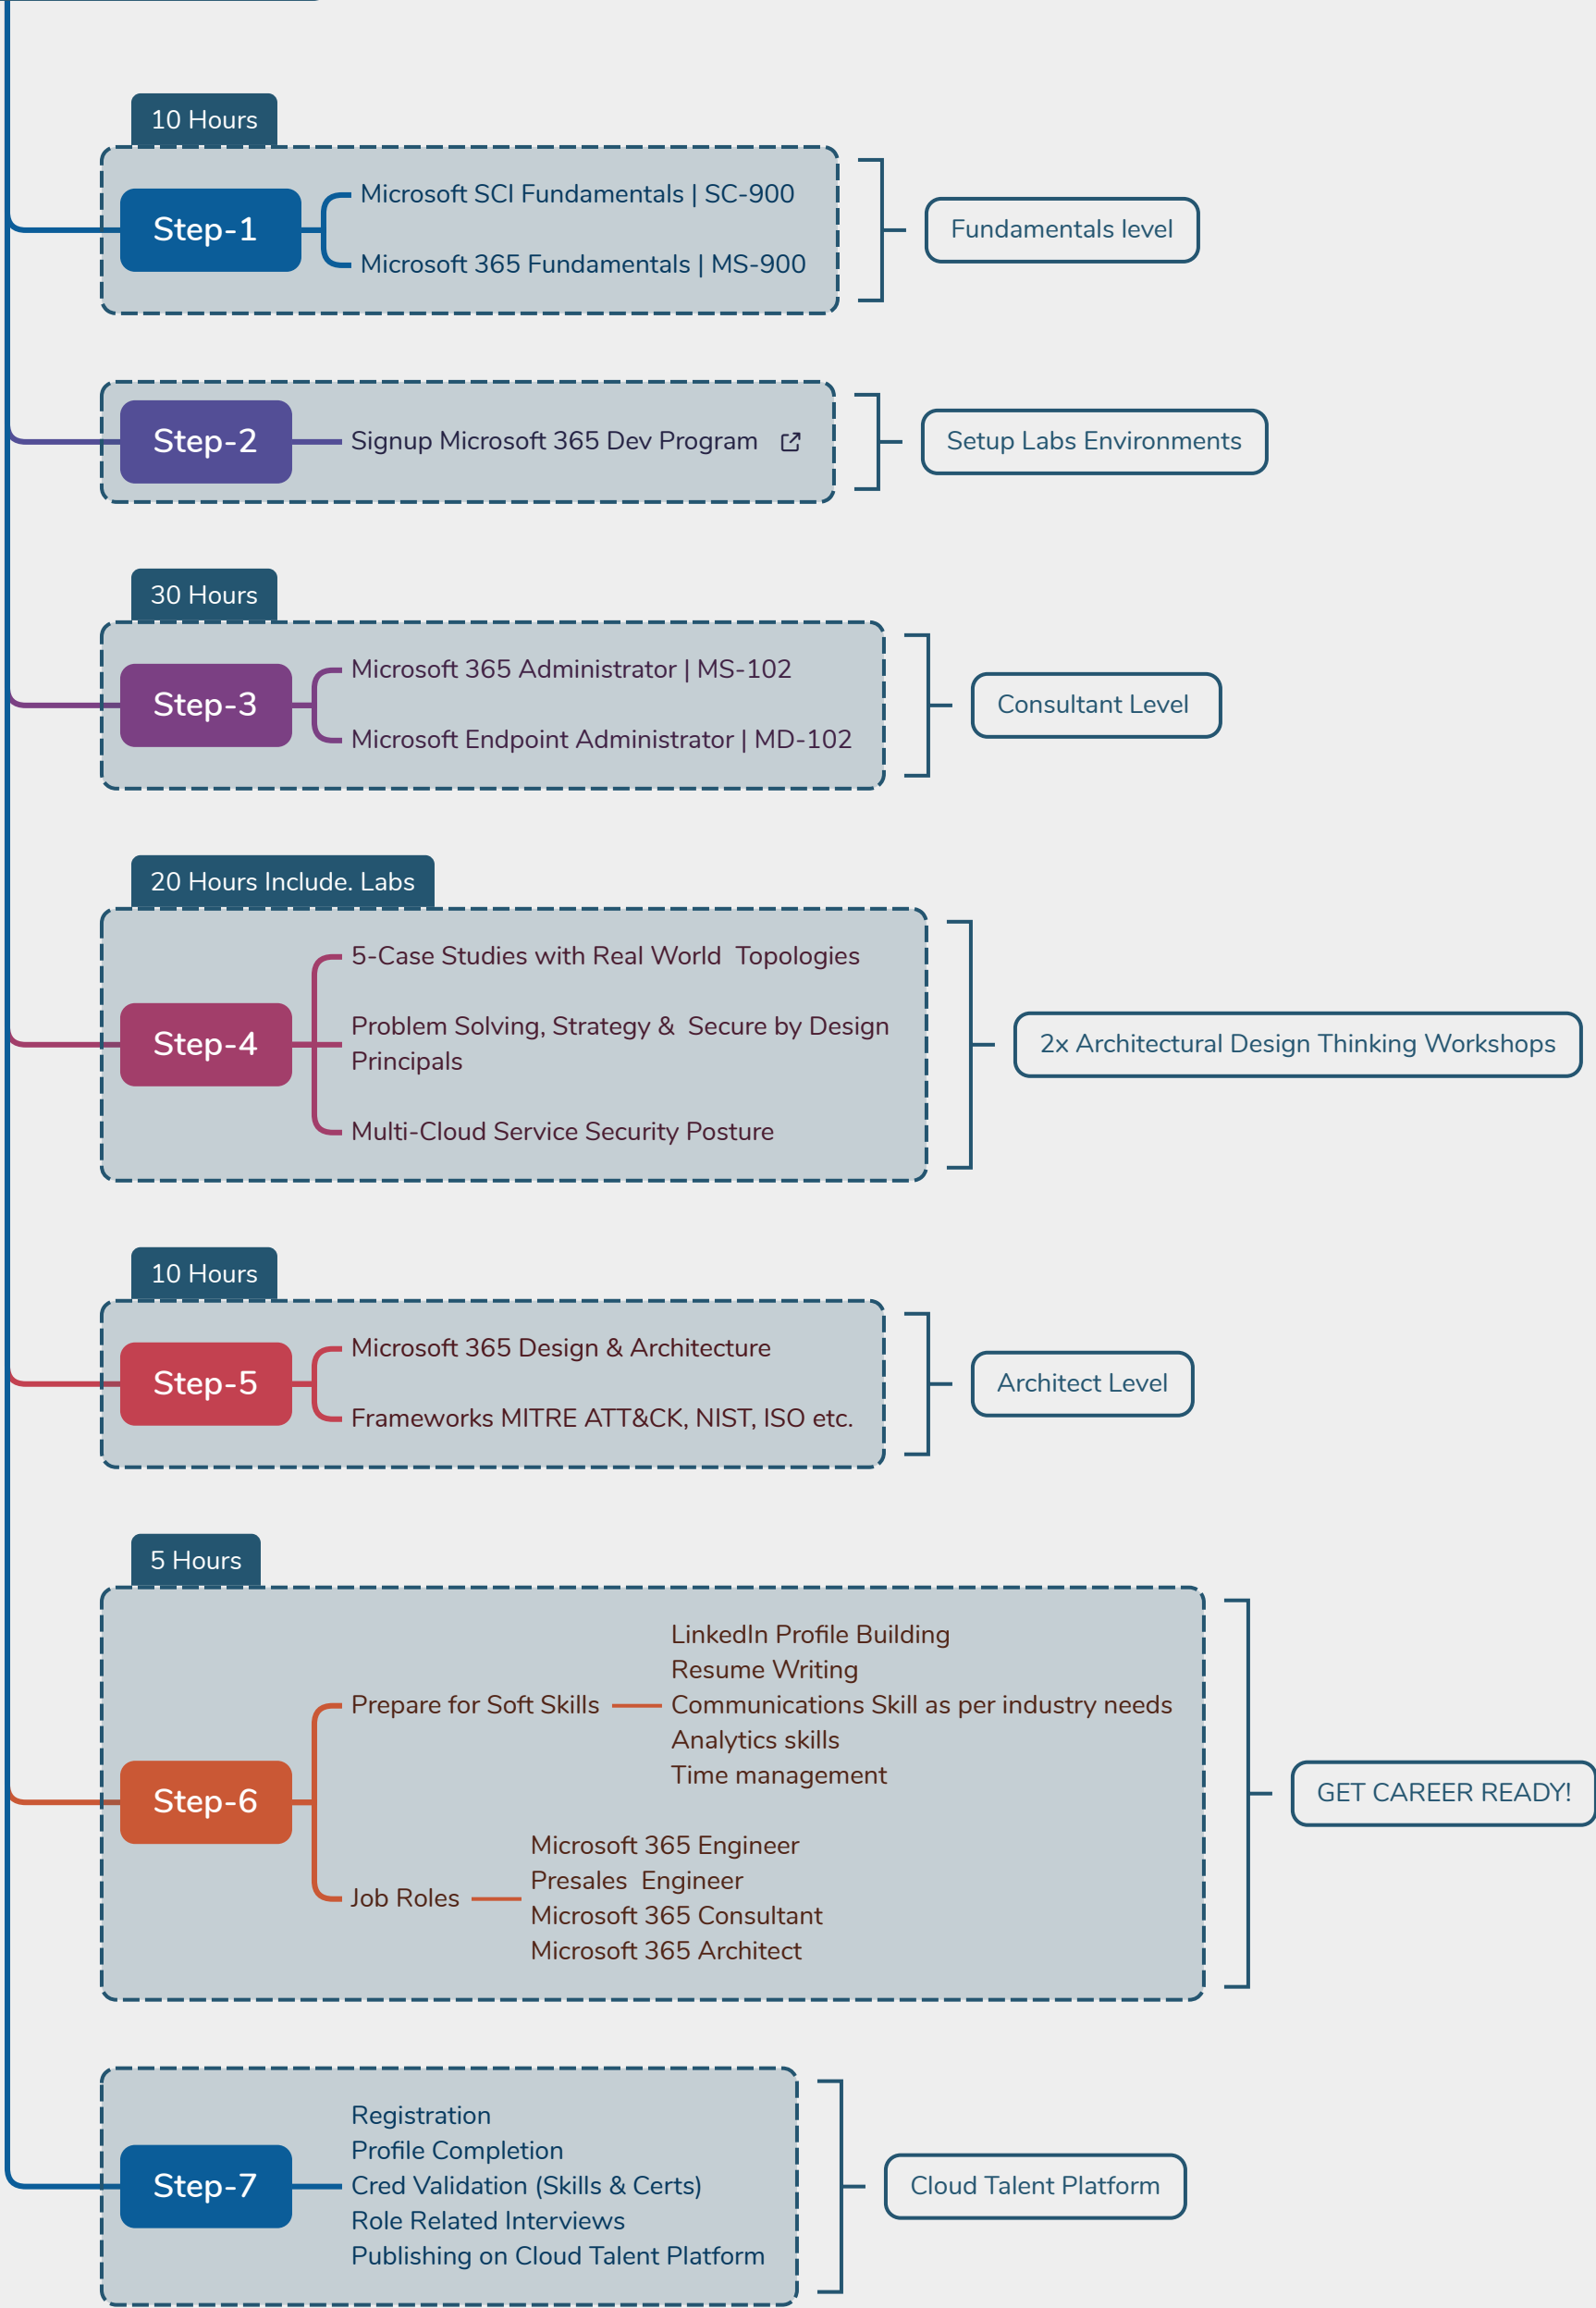 10 Hours
Step-1
Microsoft SCI Fundamentals | SC-900
Microsoft 365 Fundamentals | MS-900
Fundamentals level
Step-2
Signup Microsoft 365 Dev Program
Setup Labs Environments
30 Hours
Step-3
Microsoft 365 Administrator | MS-102
Microsoft Endpoint Administrator | MD-102
Consultant Level
20 Hours Include. Labs
Step-4
5-Case Studies with Real World  Topologies
Problem Solving, Strategy &  Secure by Design
Principals
Multi-Cloud Service Security Posture
2x Architectural Design Thinking Workshops
10 Hours
Step-5
Microsoft 365 Design & Architecture
Frameworks MITRE ATT&CK, NIST, ISO etc.
Architect Level
5 Hours
Step-6
Prepare for Soft Skills
LinkedIn Profile Building
Resume Writing
Communications Skill as per industry needs
Analytics skills
Time management
Job Roles
Microsoft 365 Engineer
Presales  Engineer
Microsoft 365 Consultant
Microsoft 365 Architect
GET CAREER READY!
Step-7
Registration
Profile Completion
Cred Validation (Skills & Certs)
Role Related Interviews
Publishing on Cloud Talent Platform
Cloud Talent Platform